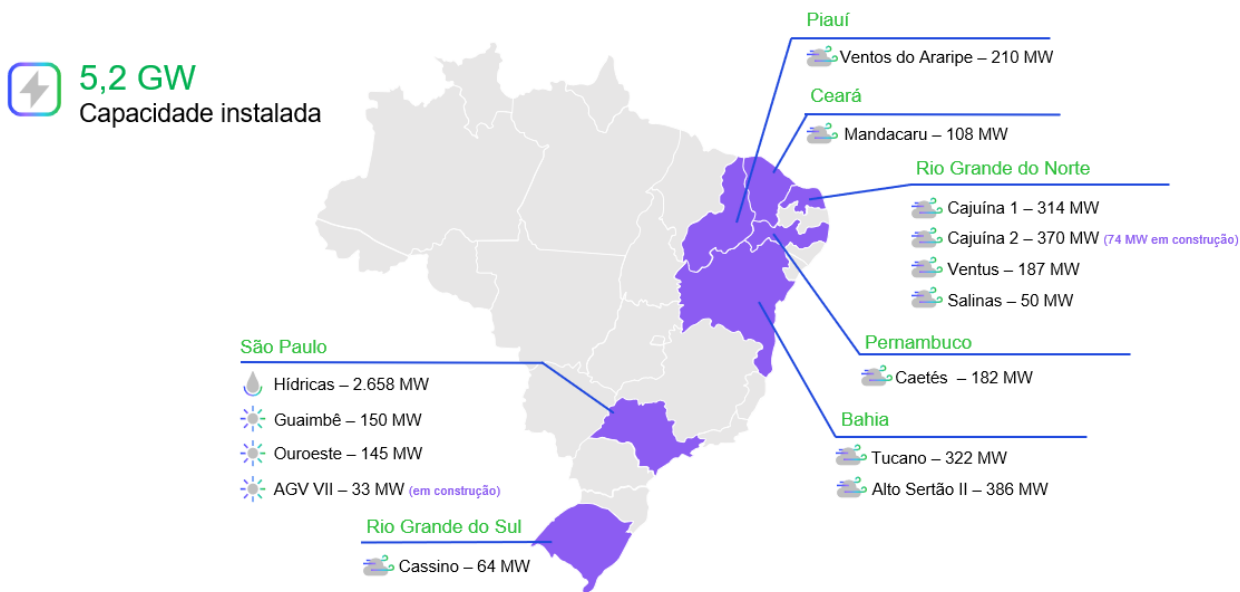 5,2 GW
Capacidade instalada
Piauí
Ventos do Araripe – 210 MW
Ceará
Mandacaru – 108 MW
Rio Grande do Norte
Cajuína 1 – 314 MW
Cajuína 2 – 370 MW (74 MW em construção)
Ventus – 187 MW
Salinas – 50 MW
Pernambuco
Caetés – 182 MW
Bahia
Tucano – 322 MW
Alto Sertão II – 386 MW
São Paulo
Hídricas – 2.658 MW
Guaimbê – 150 MW
Ouroeste – 145 MW
AGV VII – 33 MW (em construção)
Rio Grande do Sul
Cassino – 64 MW